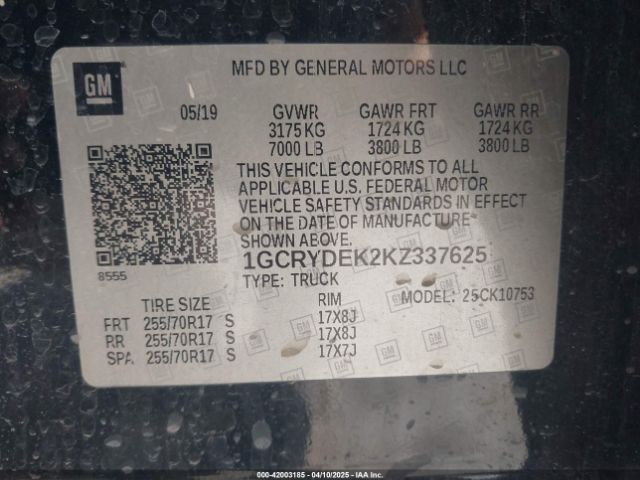 GM
MFD BY GENERAL MOTORS LLC
05/19 GVWR GAWR FRT GAWR RR
3175 KG 1724 KG 1724 KG
7000 LB 3800 LB 3800 LB
THIS VEHICLE CONFORMS TO ALL
APPLICABLE U.S. FEDERAL MOTOR
VEHICLE SAFETY STANDARDS IN EFFECT
ON THE DATE OF MANUFACTURE
SHOWN ABOVE.
8555
1GCRYDEK2KZ337625
TYPE: TRUCK
MODEL: 25CK10753
TIRE SIZE RIM
FRT 255/70R17 S 17X8J
RR 255/70R17 S 17X8J
SPA 255/70R17 S 17X7J
000-42003185 04/10/2025 IAAI.COM